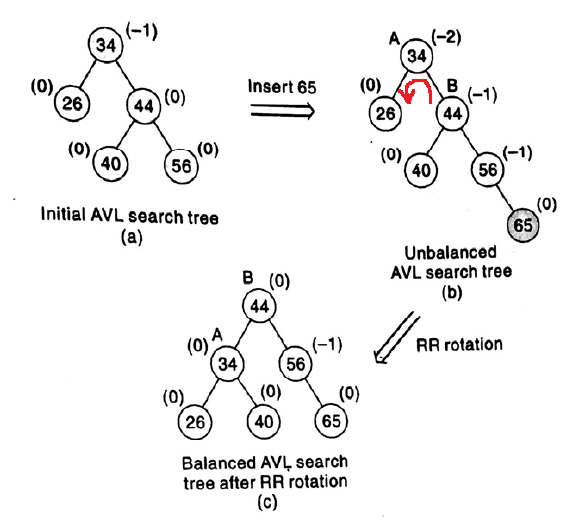 34 (-1)
(0) 26
44 (0)
(0) 40
56 (0)
Initial AVL search tree
(a)
Insert 65
A 34 (-2)
(0) 26
B 44 (-1)
(0) 40
56 (-1)
65 (0)
Unbalanced
AVL search tree
(b)
RR rotation
B 44 (0)
(0) A 34
56 (-1)
(0) 26
(0) 40
(0) 65
Balanced AVL search
tree after RR rotation
(c)